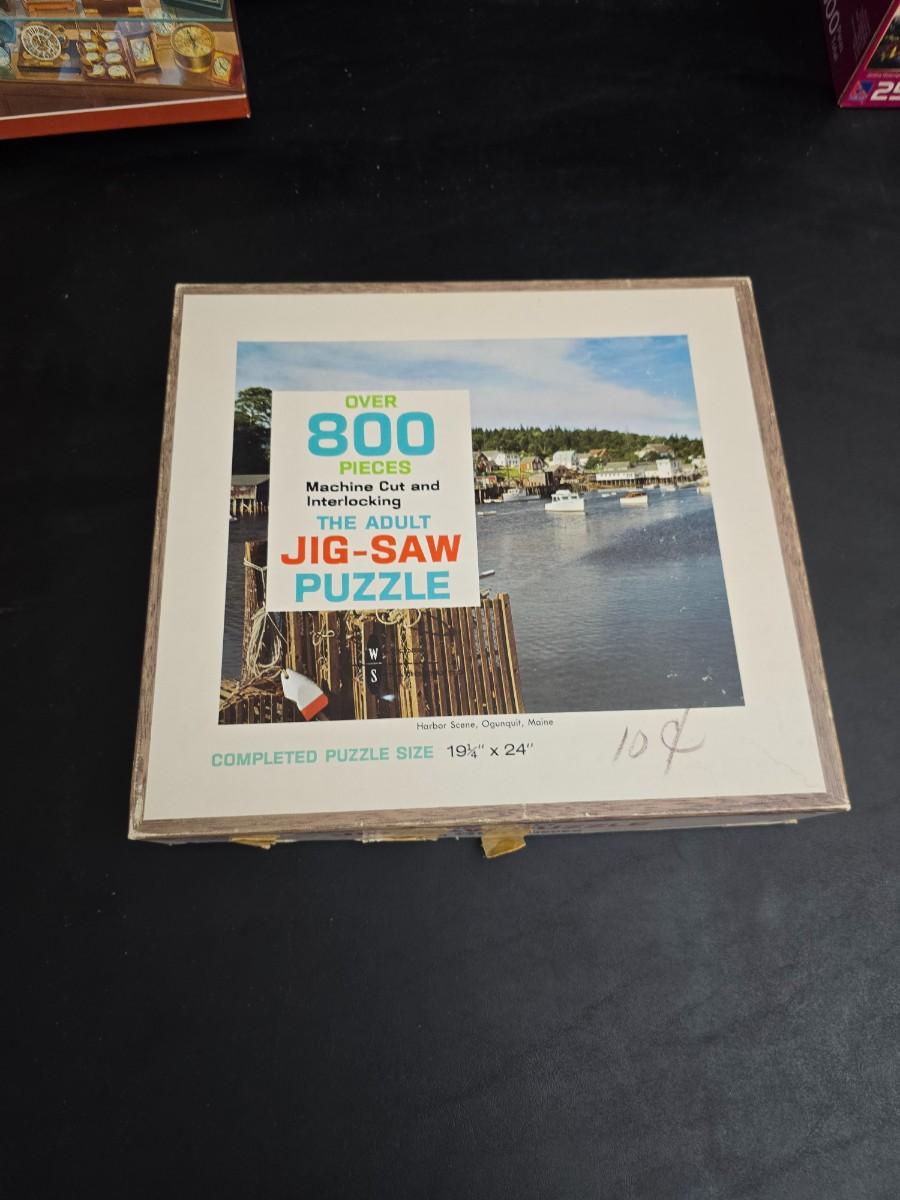 OVER
800
PIECES
Machine Cut and
Interlocking
THE ADULT
JIG-SAW
PUZZLE
W
S
Harbor Scene, Ogunquit, Maine
COMPLETED PUZZLE SIZE 19¼" x 24"
10¢